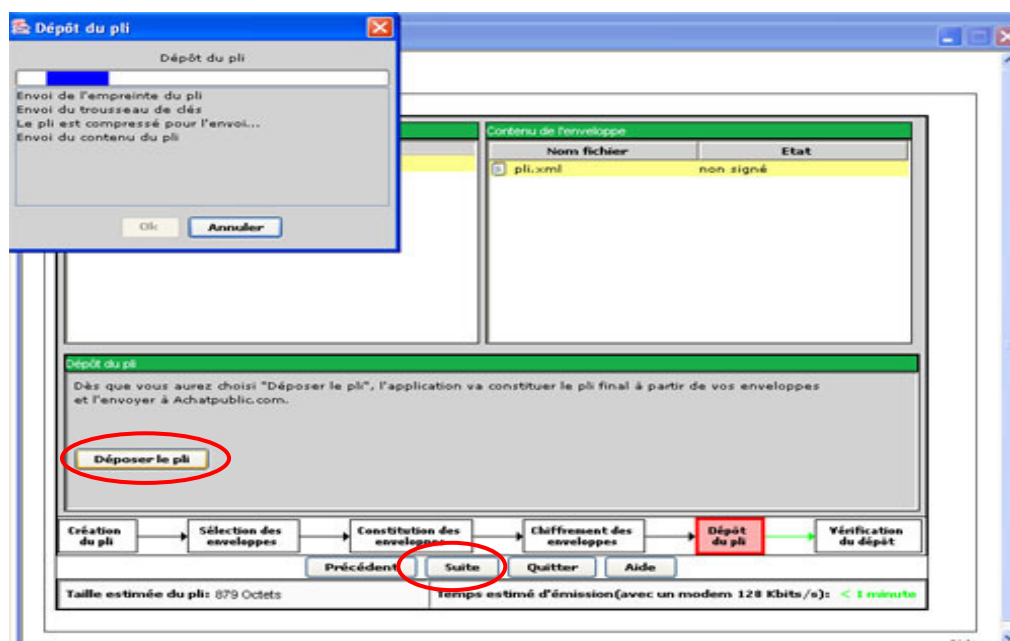 Dépôt du pli
Dépôt du pli
Envoi de l'empreinte du pli
Envoi du trousseau de clés
Le pli est compressé pour l'envoi...
Envoi du contenu du pli
Ok
Annuler
Contenu de l'enveloppe
Nom fichier
Etat
pli.xml
non signé
Dépôt du pli
Dès que vous aurez choisi "Déposer le pli", l'application va constituer le pli final à partir de vos enveloppes
et l'envoyer à Achatpublic.com.
Déposer le pli
Création
du pli
Sélection des
enveloppes
Constitution des
enveloppes
Chiffrement des
enveloppes
Dépôt
du pli
Vérification
du dépôt
Précédent
Suite
Quitter
Aide
Taille estimée du pli: 879 Octets
Temps estimé d'émission(avec un modem 128 Kbits/s): < 1 minute